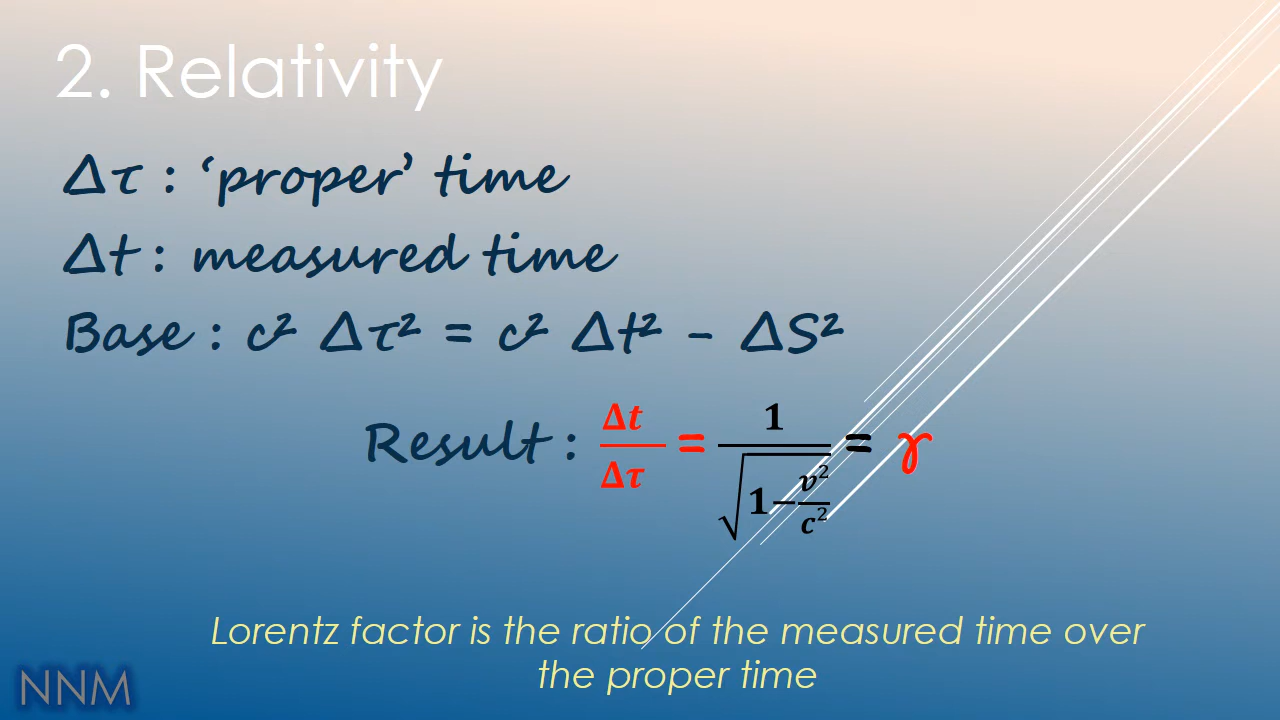 2. Relativity
Δτ : ‘proper’ time
Δt : measured time
Base : c² Δτ² = c² Δt² - ΔS²
Result : Δt/Δτ = 1/√(1−v²/c²) = γ
Lorentz factor is the ratio of the measured time over
the proper time
NNM